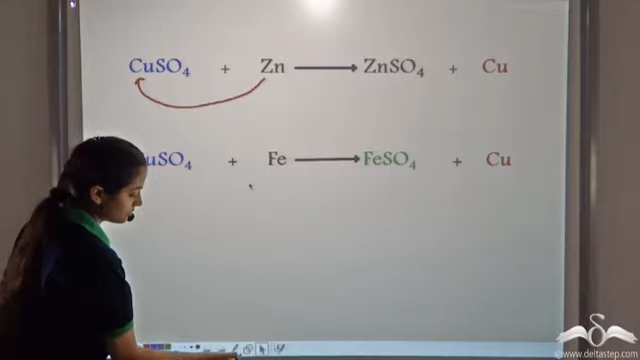 CuSO₄ + Zn ⟶ ZnSO₄ + Cu
uSO₄ + Fe ⟶ FeSO₄ + Cu
www.deltastep.com